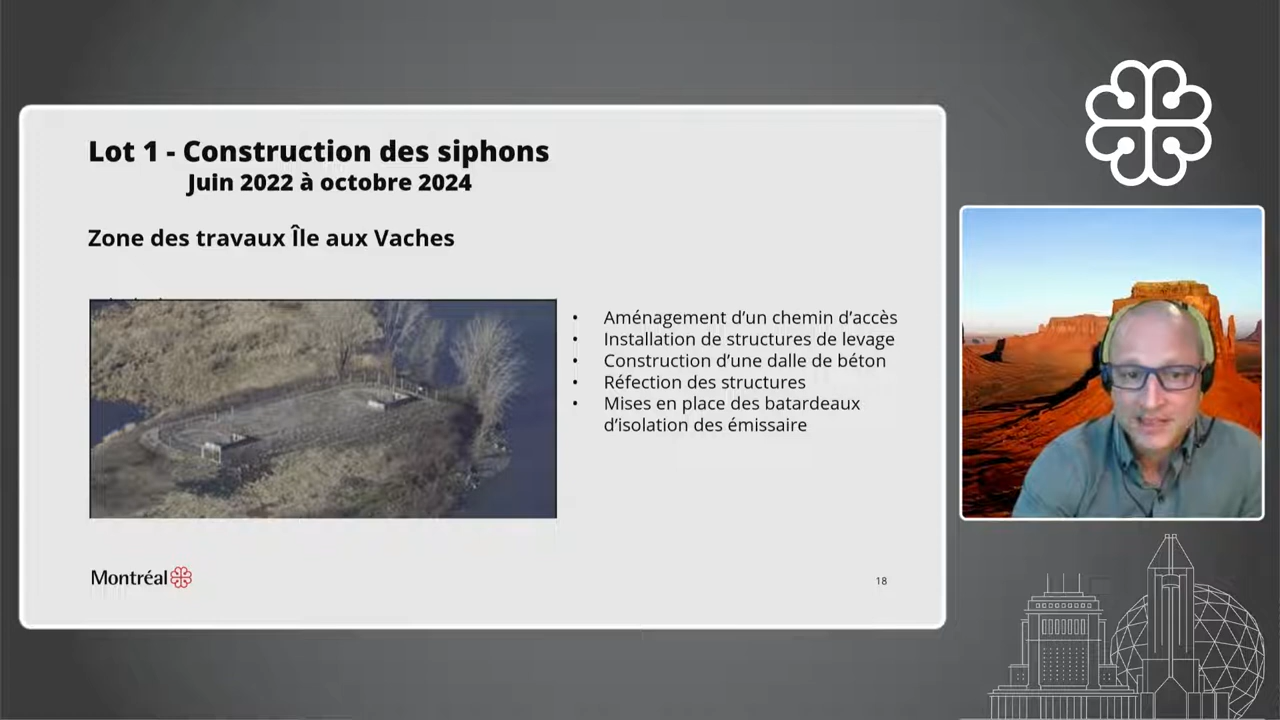 Lot 1 - Construction des siphons
Juin 2022 à octobre 2024
Zone des travaux Île aux Vaches
• Aménagement d’un chemin d’accès
• Installation de structures de levage
• Construction d’une dalle de béton
• Réfection des structures
• Mises en place des batardeaux
d’isolation des émissaire
Montréal
18